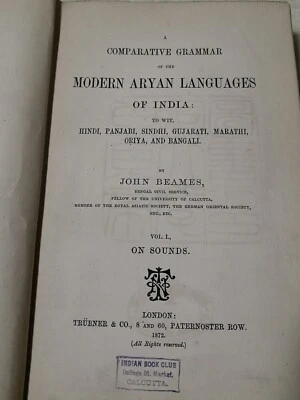 A
COMPARATIVE GRAMMAR
OF THE
MODERN ARYAN LANGUAGES
OF INDIA:
TO WIT,
HINDI, PANJABI, SINDHI, GUJARATI, MARATHI,
ORIYA, AND BANGALI.
BY
JOHN BEAMES,
BENGAL CIVIL SERVICE,
FELLOW OF THE UNIVERSITY OF CALCUTTA,
MEMBER OF THE ROYAL ASIATIC SOCIETY, THE GERMAN ORIENTAL SOCIETY,
ETC., ETC.
VOL. I.,
ON SOUNDS.
LONDON:
TRÜBNER & CO., 8 AND 60, PATERNOSTER ROW.
1872.
(All Rights reserved.)
INDIAN BOOK CLUB
College St. Market,
CALCUTTA.